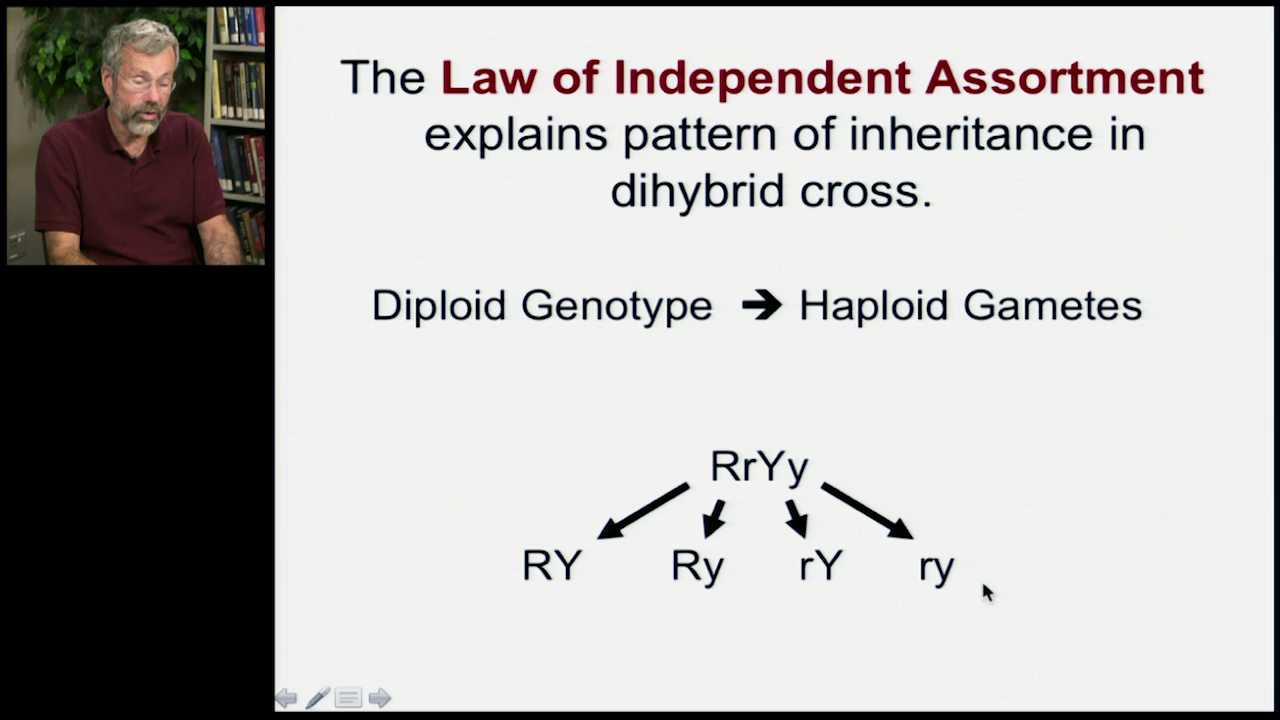 The Law of Independent Assortment
explains pattern of inheritance in
dihybrid cross.
Diploid Genotype ➔ Haploid Gametes
RrYy
RY Ry rY ry